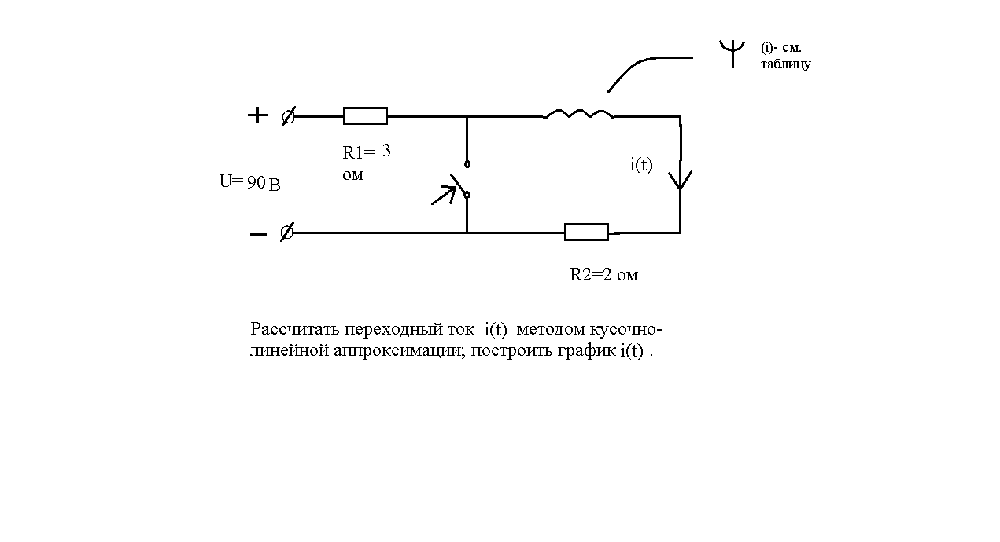 Ψ (i)- см.
таблицу
+
R1= 3
ом
i(t)
U= 90 В
–
R2=2 ом
Рассчитать переходный ток i(t) методом кусочно-
линейной аппроксимации; построить график i(t) .